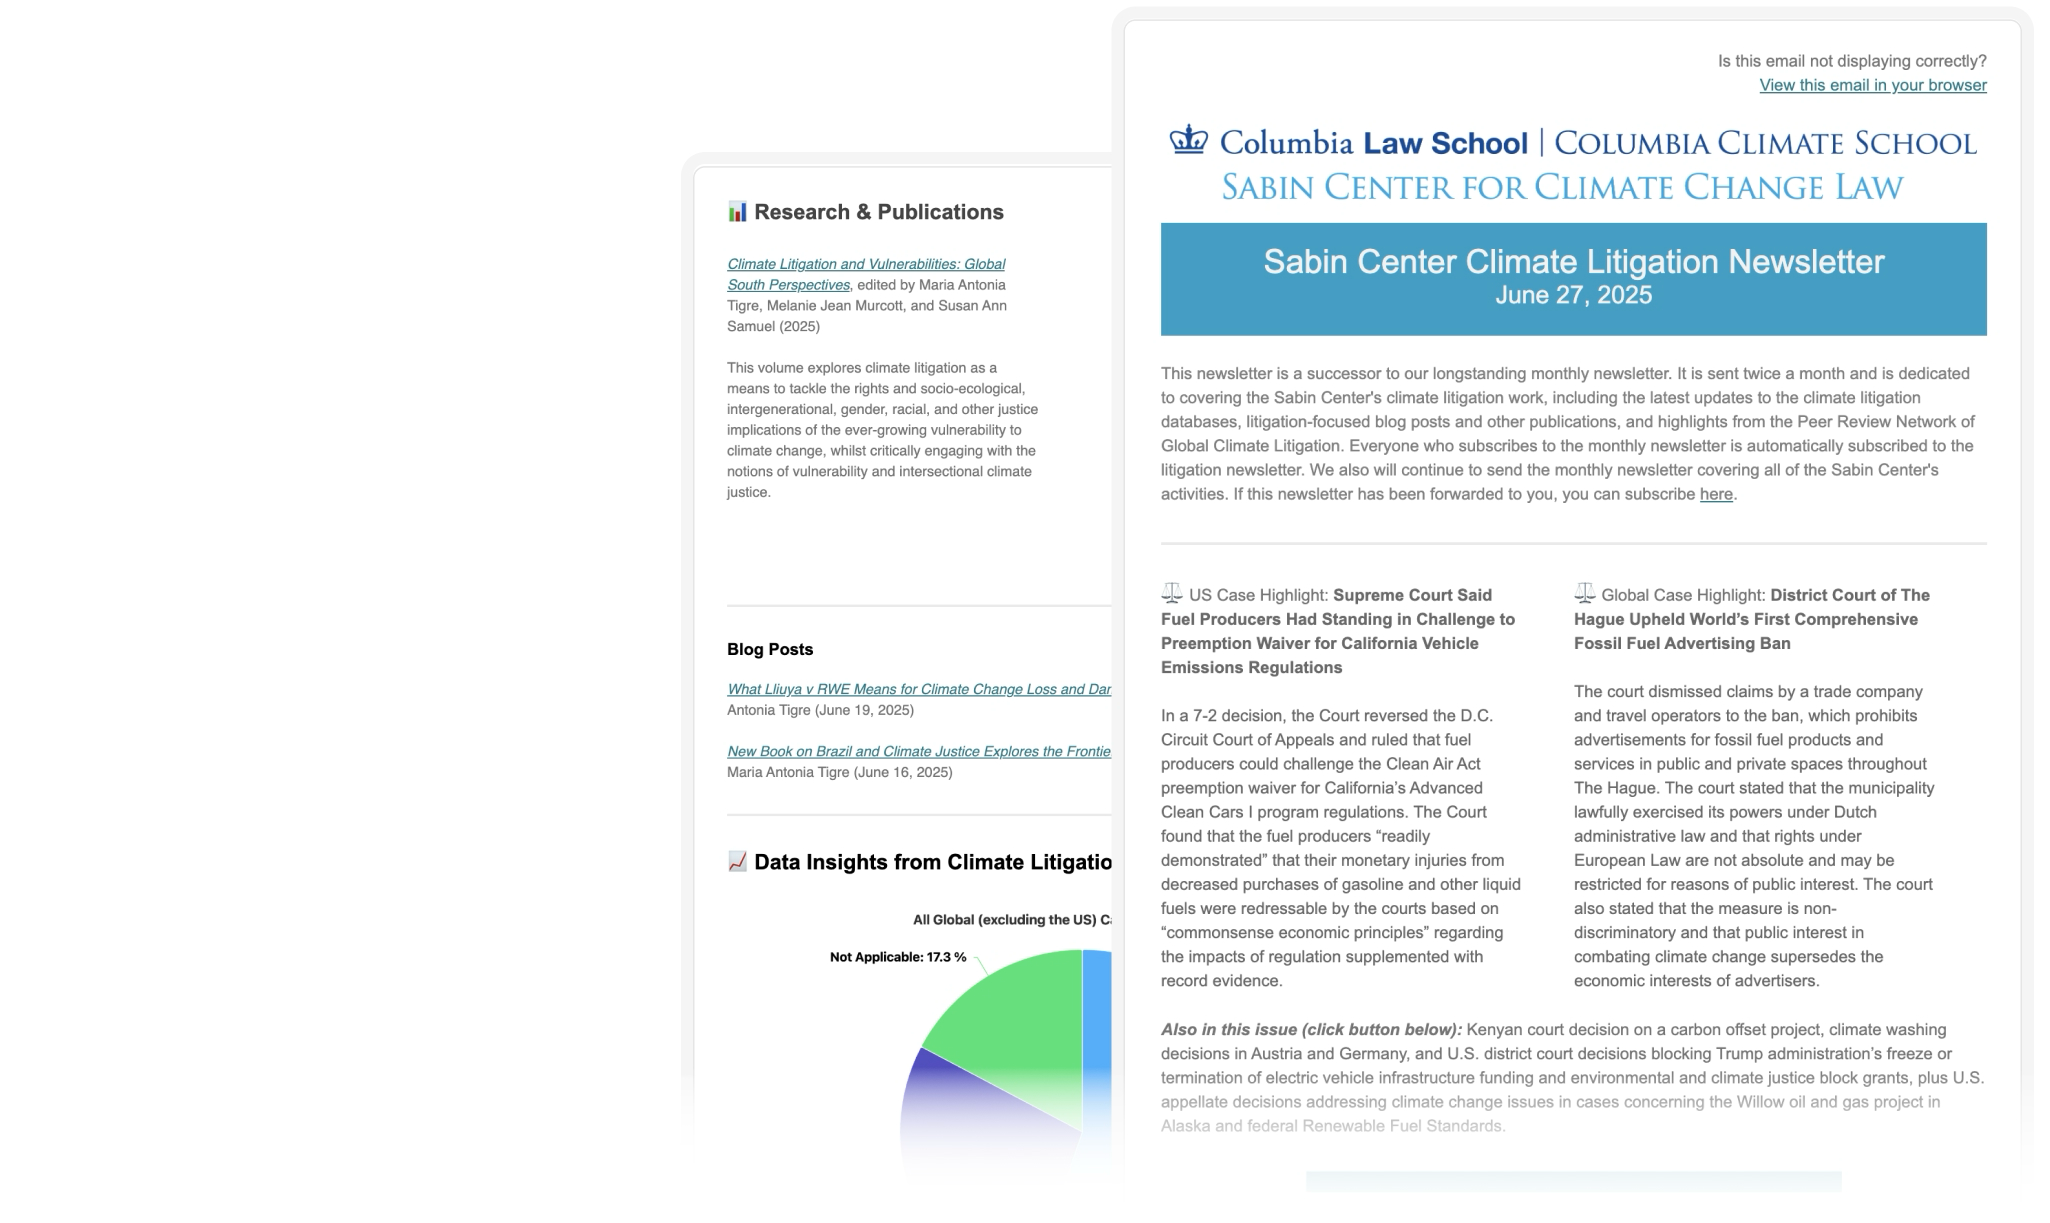 Research & Publications
Climate Litigation and Vulnerabilities: Global
South Perspectives, edited by Maria Antonia
Tigre, Melanie Jean Murcott, and Susan Ann
Samuel (2025)
This volume explores climate litigation as a
means to tackle the rights and socio-ecological,
intergenerational, gender, racial, and other justice
implications of the ever-growing vulnerability to
climate change, whilst critically engaging with the
notions of vulnerability and intersectional climate
justice.
Blog Posts
What Lliuya v RWE Means for Climate Change Loss and
Antonia Tigre (June 19, 2025)
New Book on Brazil and Climate Justice Explores the
Maria Antonia Tigre (June 16, 2025)
Data Insights from Climate
All Global (excluding the US)
Not Applicable: 17.3 %
Is this email not displaying correctly?
View this email in your browser
Columbia Law School | COLUMBIA CLIMATE SCHOOL
SABIN CENTER FOR CLIMATE CHANGE LAW
Sabin Center Climate Litigation Newsletter
June 27, 2025
This newsletter is a successor to our longstanding monthly newsletter. It is sent twice a month and is dedicated
to covering the Sabin Center's climate litigation work, including the latest updates to the climate litigation
databases, litigation-focused blog posts and other publications, and highlights from the Peer Review Network of
Global Climate Litigation. Everyone who subscribes to the monthly newsletter is automatically subscribed to the
litigation newsletter. We also will continue to send the monthly newsletter covering all of the Sabin Center's
activities. If this newsletter has been forwarded to you, you can subscribe here.
US Case Highlight: Supreme Court Said
Fuel Producers Had Standing in Challenge to
Preemption Waiver for California Vehicle
Emissions Regulations
In a 7-2 decision, the Court reversed the D.C.
Circuit Court of Appeals and ruled that fuel
producers could challenge the Clean Air Act
preemption waiver for California’s Advanced
Clean Cars I program regulations. The Court
found that the fuel producers “readily
demonstrated” that their monetary injuries from
decreased purchases of gasoline and other liquid
fuels were redressable by the courts based on
“commonsense economic principles” regarding
the impacts of regulation supplemented with
record evidence.
Global Case Highlight: District Court of The
Hague Upheld World’s First Comprehensive
Fossil Fuel Advertising Ban
The court dismissed claims by a trade company
and travel operators to the ban, which prohibits
advertisements for fossil fuel products and
services in public and private spaces throughout
The Hague. The court stated that the municipality
lawfully exercised its powers under Dutch
administrative law and that rights under
European Law are not absolute and may be
restricted for reasons of public interest. The court
also stated that the measure is non-
discriminatory and that public interest in
combating climate change supersedes the
economic interests of advertisers.
Also in this issue (click button below): Kenyan court decision on a carbon offset project, climate washing
decisions in Austria and Germany, and U.S. district court decisions blocking Trump administration’s freeze or
termination of electric vehicle infrastructure funding and environmental and climate justice block grants, plus U.S.
appellate decisions addressing climate change issues in cases concerning the Willow oil and gas project in
Alaska and federal Renewable Fuel Standards.